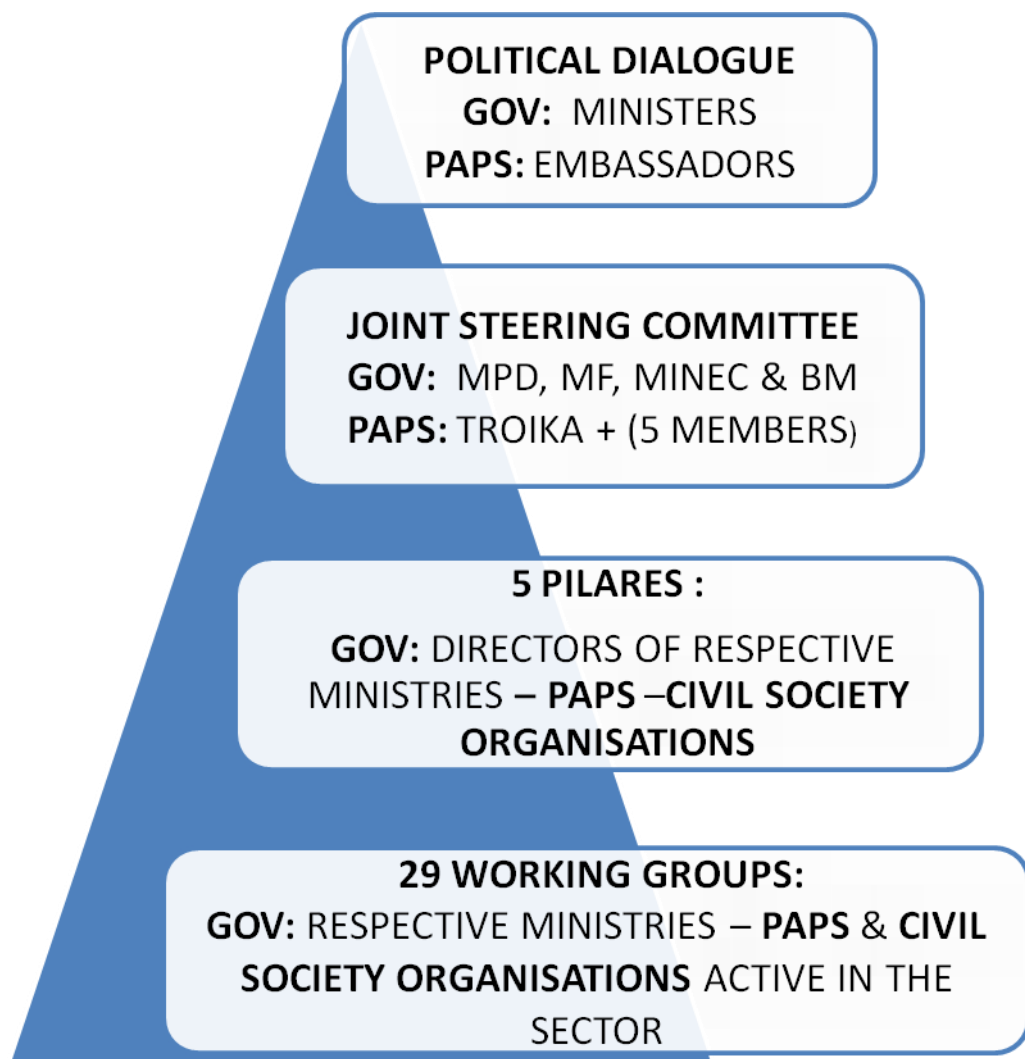 POLITICAL DIALOGUE
GOV: MINISTERS
PAPS: EMBASSADORS
JOINT STEERING COMMITTEE
GOV: MPD, MF, MINEC & BM
PAPS: TROIKA + (5 MEMBERS)
5 PILARES :
GOV: DIRECTORS OF RESPECTIVE
MINISTRIES – PAPS –CIVIL SOCIETY
ORGANISATIONS
29 WORKING GROUPS:
GOV: RESPECTIVE MINISTRIES – PAPS & CIVIL
SOCIETY ORGANISATIONS ACTIVE IN THE
SECTOR